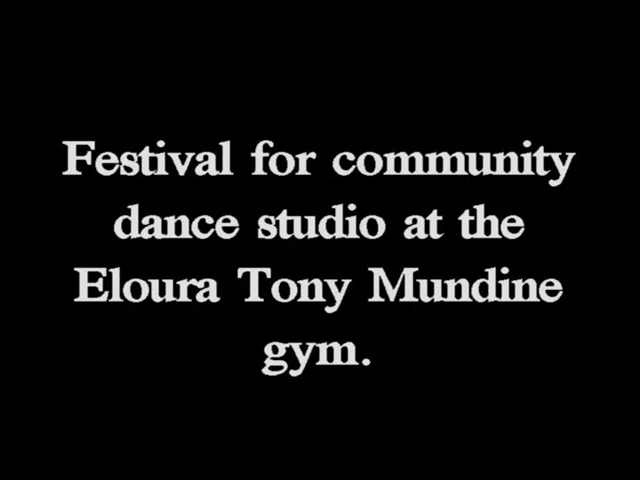 Festival for community
dance studio at the
Eloura Tony Mundine
gym.